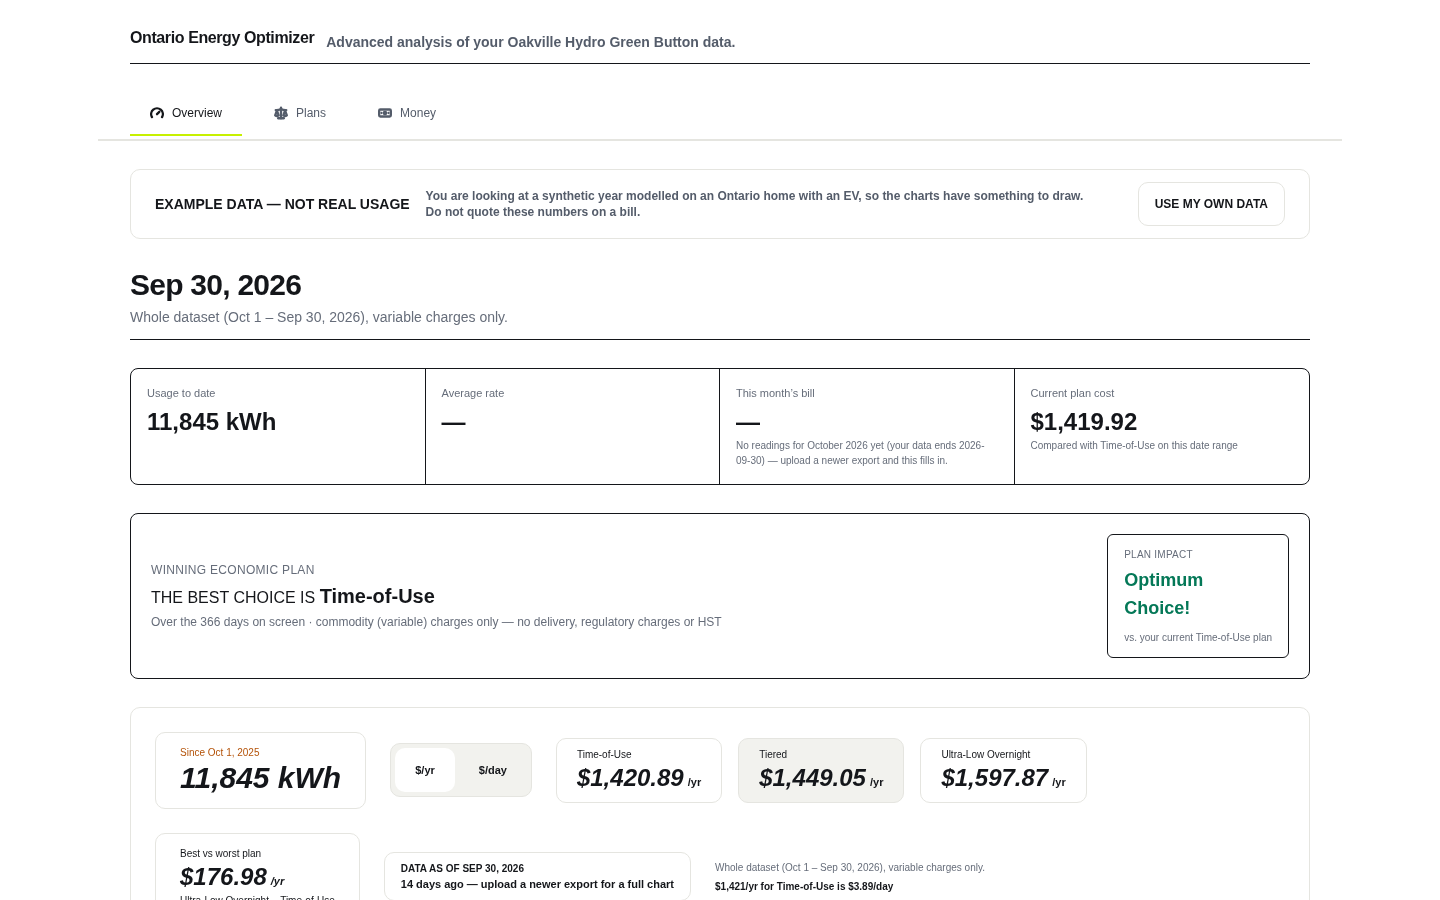 Ontario Energy Optimizer
Advanced analysis of your Oakville Hydro Green Button data.
Overview
Plans
Money
EXAMPLE DATA — NOT REAL USAGE
You are looking at a synthetic year modelled on an Ontario home with an EV, so the charts have something to draw.
Do not quote these numbers on a bill.
USE MY OWN DATA
Sep 30, 2026
Whole dataset (Oct 1 – Sep 30, 2026), variable charges only.
Usage to date
11,845 kWh
Average rate
—
This month's bill
—
No readings for October 2026 yet (your data ends 2026-
09-30) — upload a newer export and this fills in.
Current plan cost
$1,419.92
Compared with Time-of-Use on this date range
WINNING ECONOMIC PLAN
THE BEST CHOICE IS Time-of-Use
Over the 366 days on screen · commodity (variable) charges only — no delivery, regulatory charges or HST
PLAN IMPACT
Optimum
Choice!
vs. your current Time-of-Use plan
Since Oct 1, 2025
11,845 kWh
$/yr
$/day
Time-of-Use
$1,420.89 /yr
Tiered
$1,449.05 /yr
Ultra-Low Overnight
$1,597.87 /yr
Best vs worst plan
$176.98 /yr
DATA AS OF SEP 30, 2026
14 days ago — upload a newer export for a full chart
Whole dataset (Oct 1 – Sep 30, 2026), variable charges only.
$1,421/yr for Time-of-Use is $3.89/day